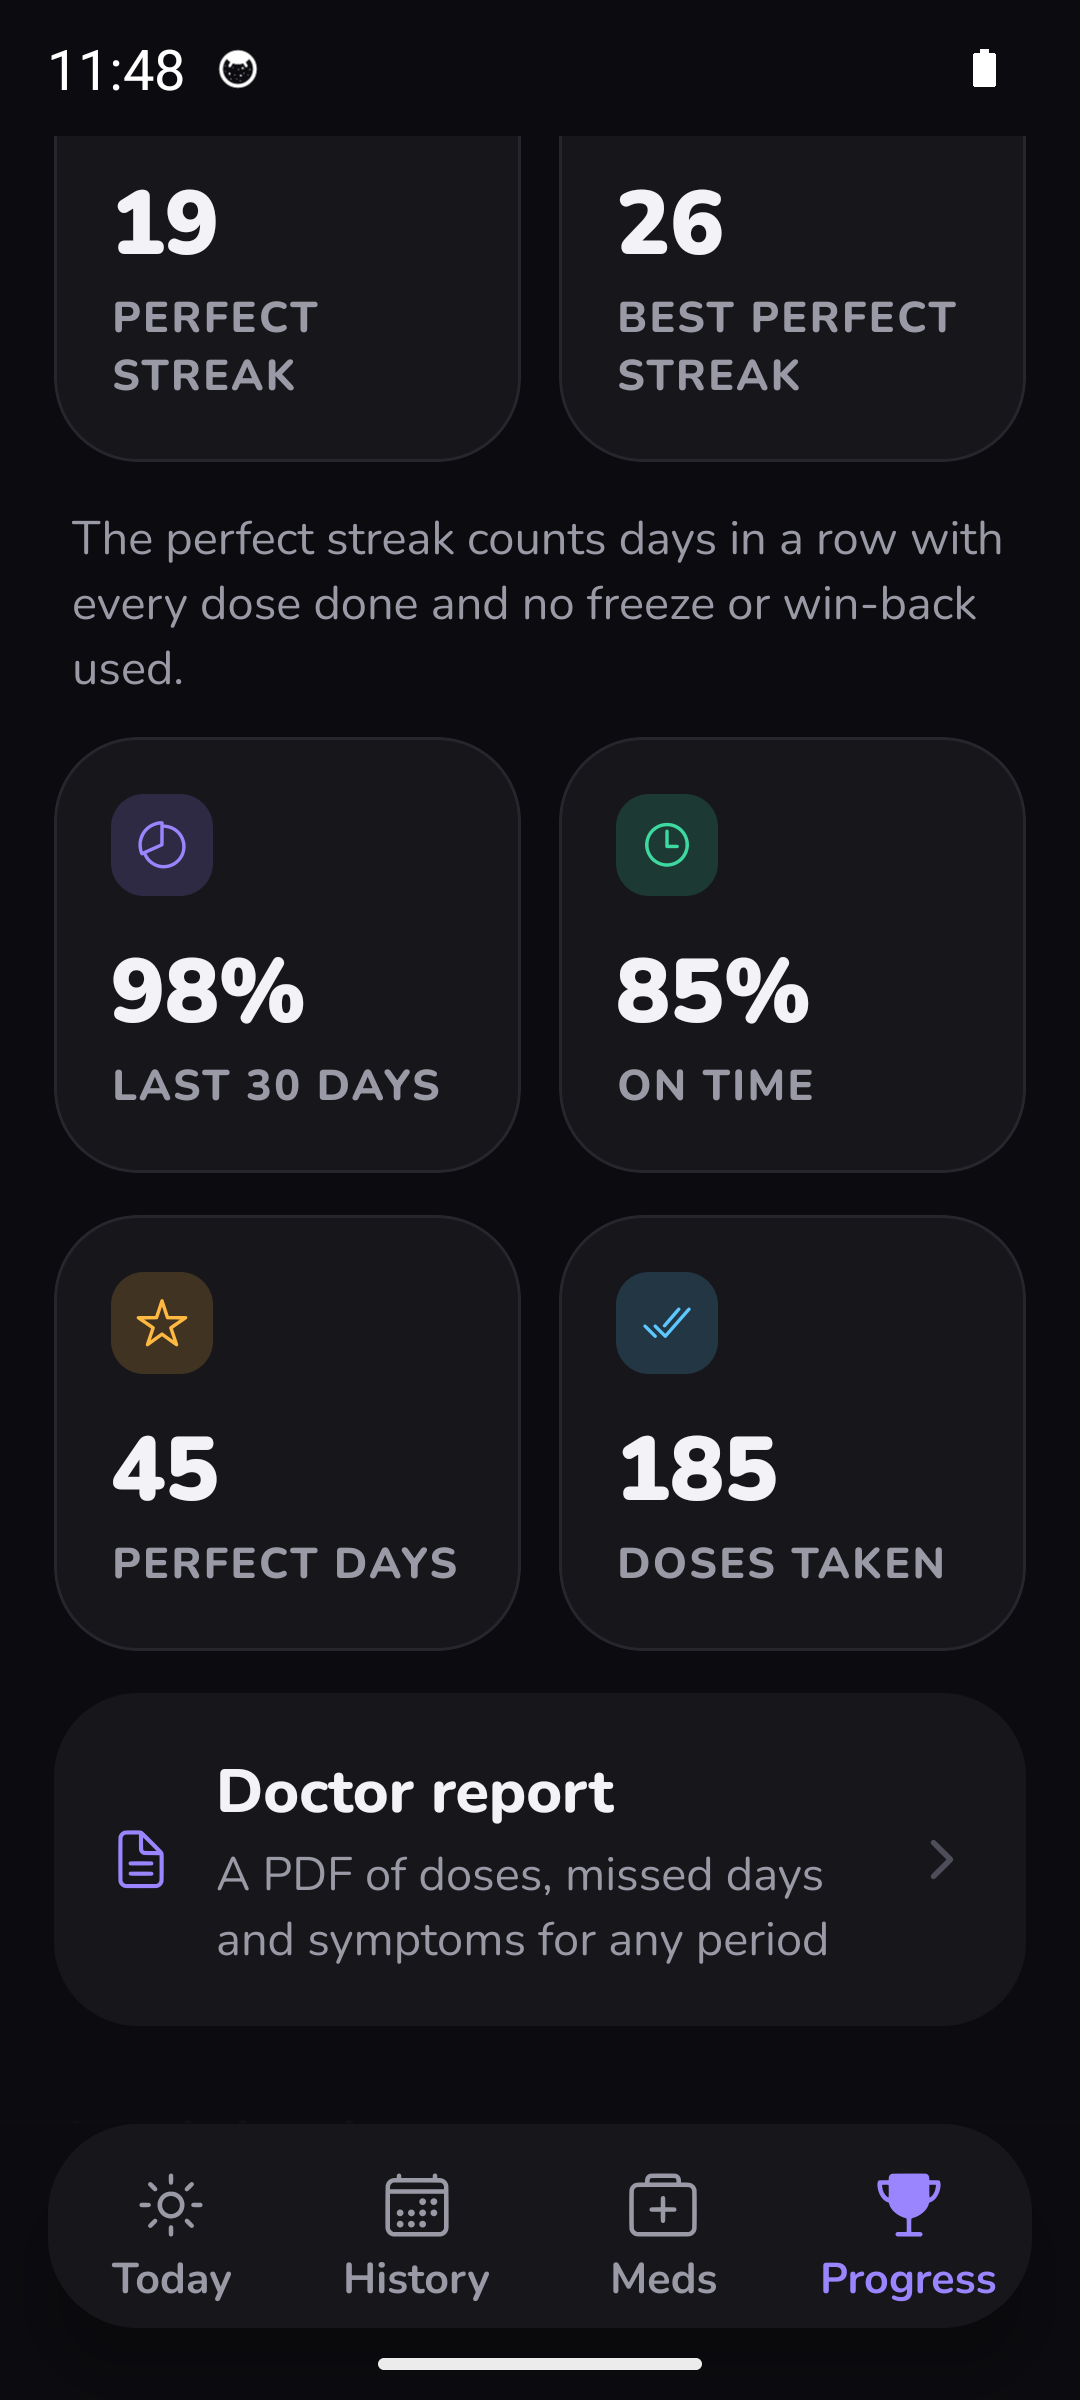 11:48
19
PERFECT
STREAK
26
BEST PERFECT
STREAK
The perfect streak counts days in a row with
every dose done and no freeze or win-back
used.
98%
LAST 30 DAYS
85%
ON TIME
45
PERFECT DAYS
185
DOSES TAKEN
Doctor report
A PDF of doses, missed days
and symptoms for any period
Today
History
Meds
Progress